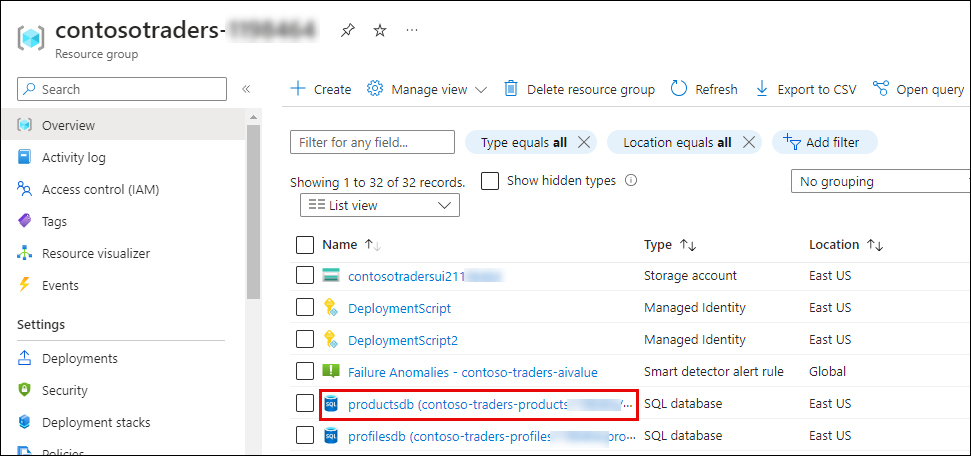 contosotraders-
Resource group
Search
«
Overview
Activity log
Access control (IAM)
Tags
Resource visualizer
Events
Settings
Deployments
Security
Deployment stacks
Policies
+ Create Manage view Delete resource group Refresh Export to CSV Open query
Filter for any field... Type equals all Location equals all Add filter
Showing 1 to 32 of 32 records. Show hidden types No grouping
List view
Name Type Location
contosotradersui211 Storage account East US
DeploymentScript Managed Identity East US
DeploymentScript2 Managed Identity East US
Failure Anomalies - contoso-traders-aivalue Smart detector alert rule Global
SQL productsdb (contoso-traders-products /··· SQL database East US
SQL profilesdb (contoso-traders-profiles pro··· SQL database East US